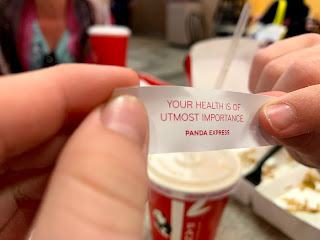 YOUR HEALTH IS OF
UTMOST IMPORTANCE.
PANDA EXPRESS